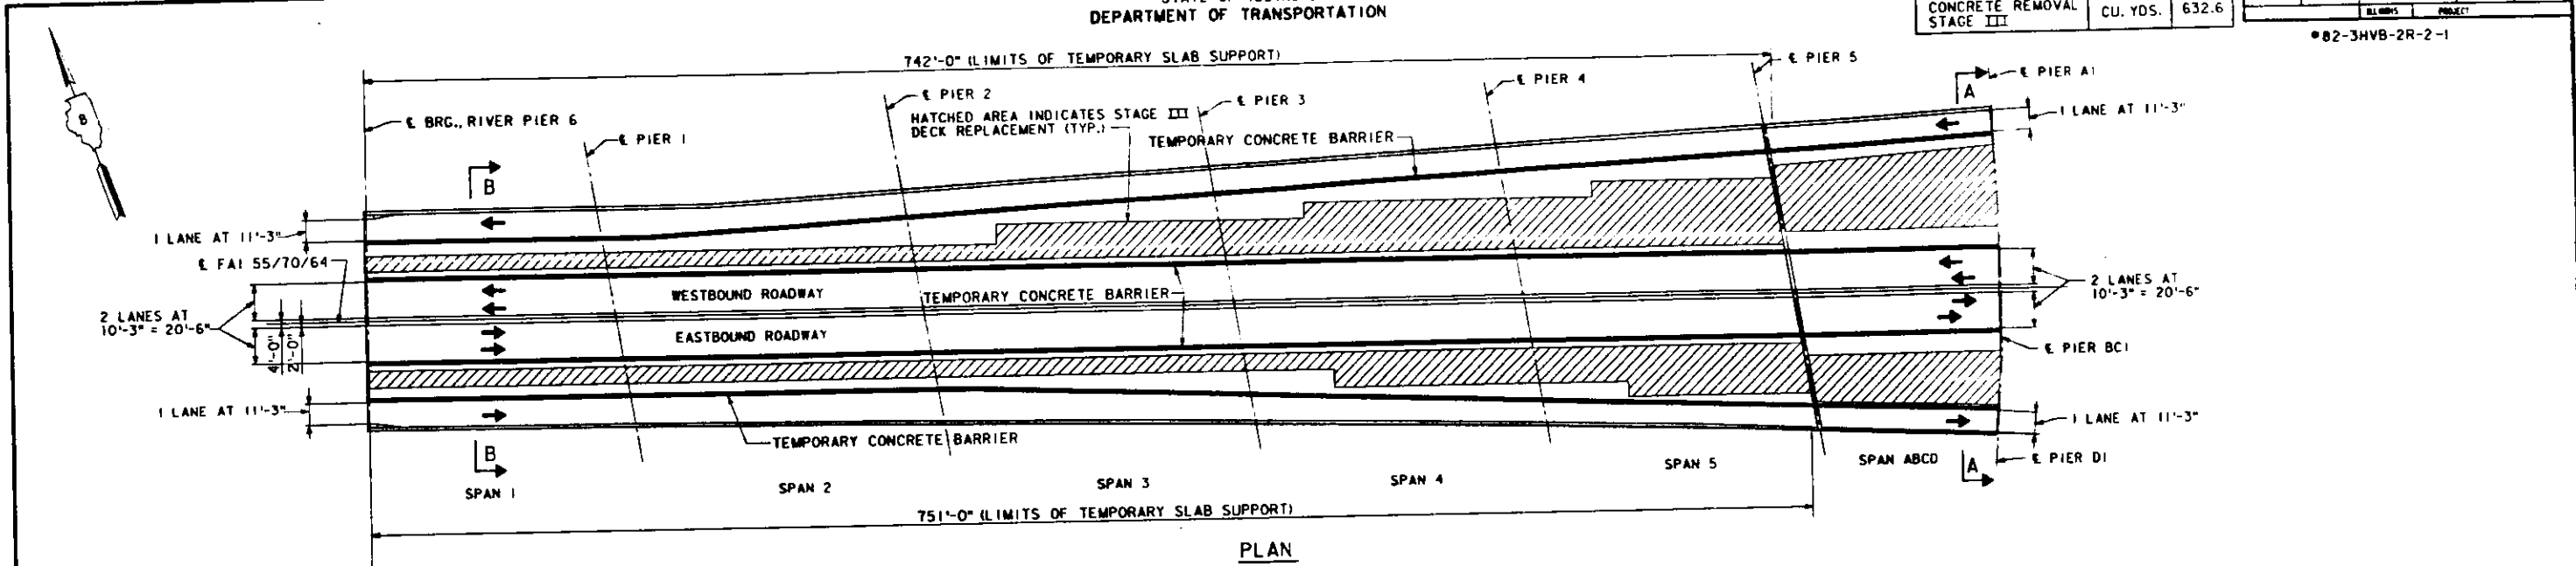 DEPARTMENT OF TRANSPORTATION
CONCRETE REMOVAL
STAGE III
CU. YDS.
632.6
ILLINOIS
PROJECT
*82-3HVB-2R-2-1
742'-0" (LIMITS OF TEMPORARY SLAB SUPPORT)
℄ PIER 5
℄ PIER A1
A
℄ PIER 4
℄ PIER 2
℄ PIER 3
HATCHED AREA INDICATES STAGE III
DECK REPLACEMENT (TYP.)
1 LANE AT 11'-3"
℄ BRG., RIVER PIER 6
℄ PIER 1
TEMPORARY CONCRETE BARRIER
B
1 LANE AT 11'-3"
℄ FAI 55/70/64
WESTBOUND ROADWAY
TEMPORARY CONCRETE BARRIER
2 LANES AT
10'-3" = 20'-6"
2 LANES AT
10'-3" = 20'-6"
4'-0"
2'-0"
EASTBOUND ROADWAY
℄ PIER BC1
1 LANE AT 11'-3"
1 LANE AT 11'-3"
TEMPORARY CONCRETE BARRIER
B
SPAN 1
SPAN 2
SPAN 3
SPAN 4
SPAN 5
SPAN ABCD
A
℄ PIER D1
751'-0" (LIMITS OF TEMPORARY SLAB SUPPORT)
PLAN